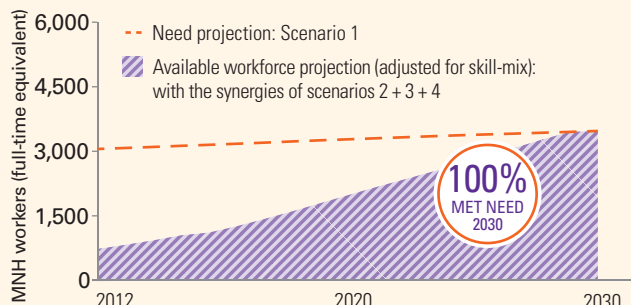 MNH workers (full-time equivalent)
6,000
4,500
3,000
1,500
0
Need projection: Scenario 1
Available workforce projection (adjusted for skill-mix):
with the synergies of scenarios 2 + 3 + 4
100%
MET NEED
2030
2012
2020
2030